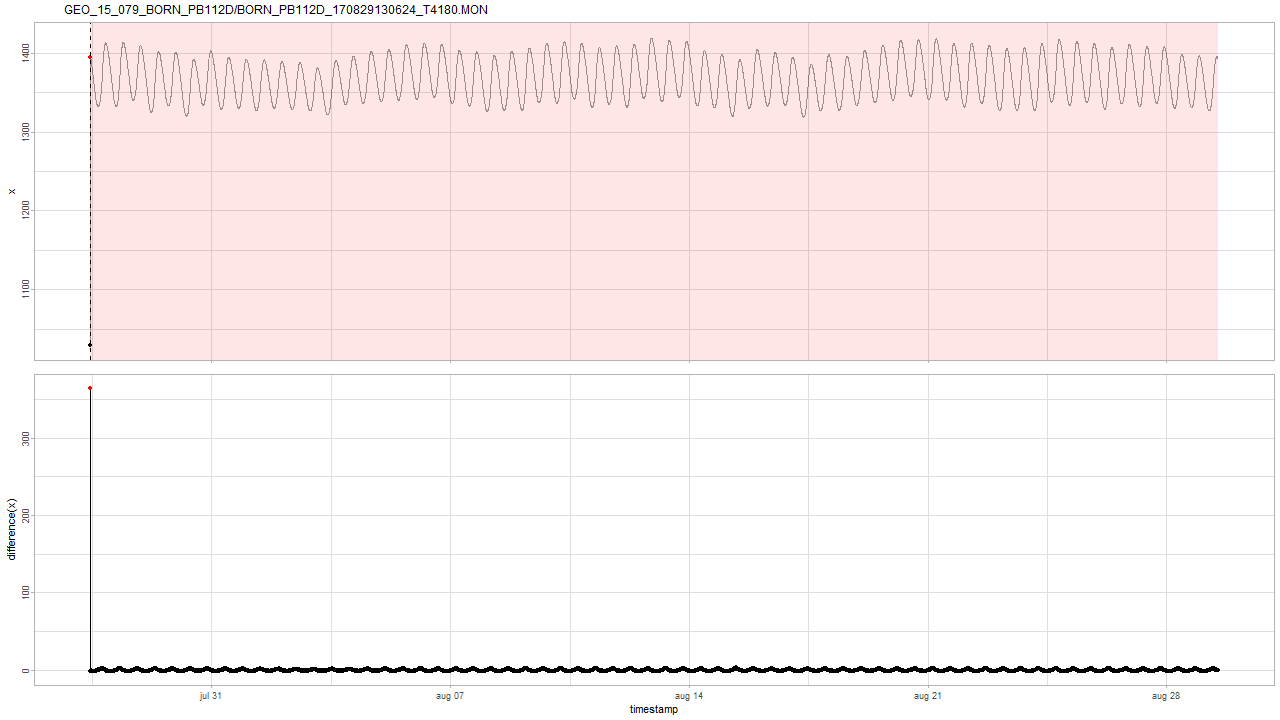 GEO_15_079_BORN_PB112D/BORN_PB112D_170829130624_T4180.MON
1400
1300
1200
1100
x
300
200
100
0
difference(x)
jul 31 aug 07 aug 14 aug 21 aug 28
timestamp